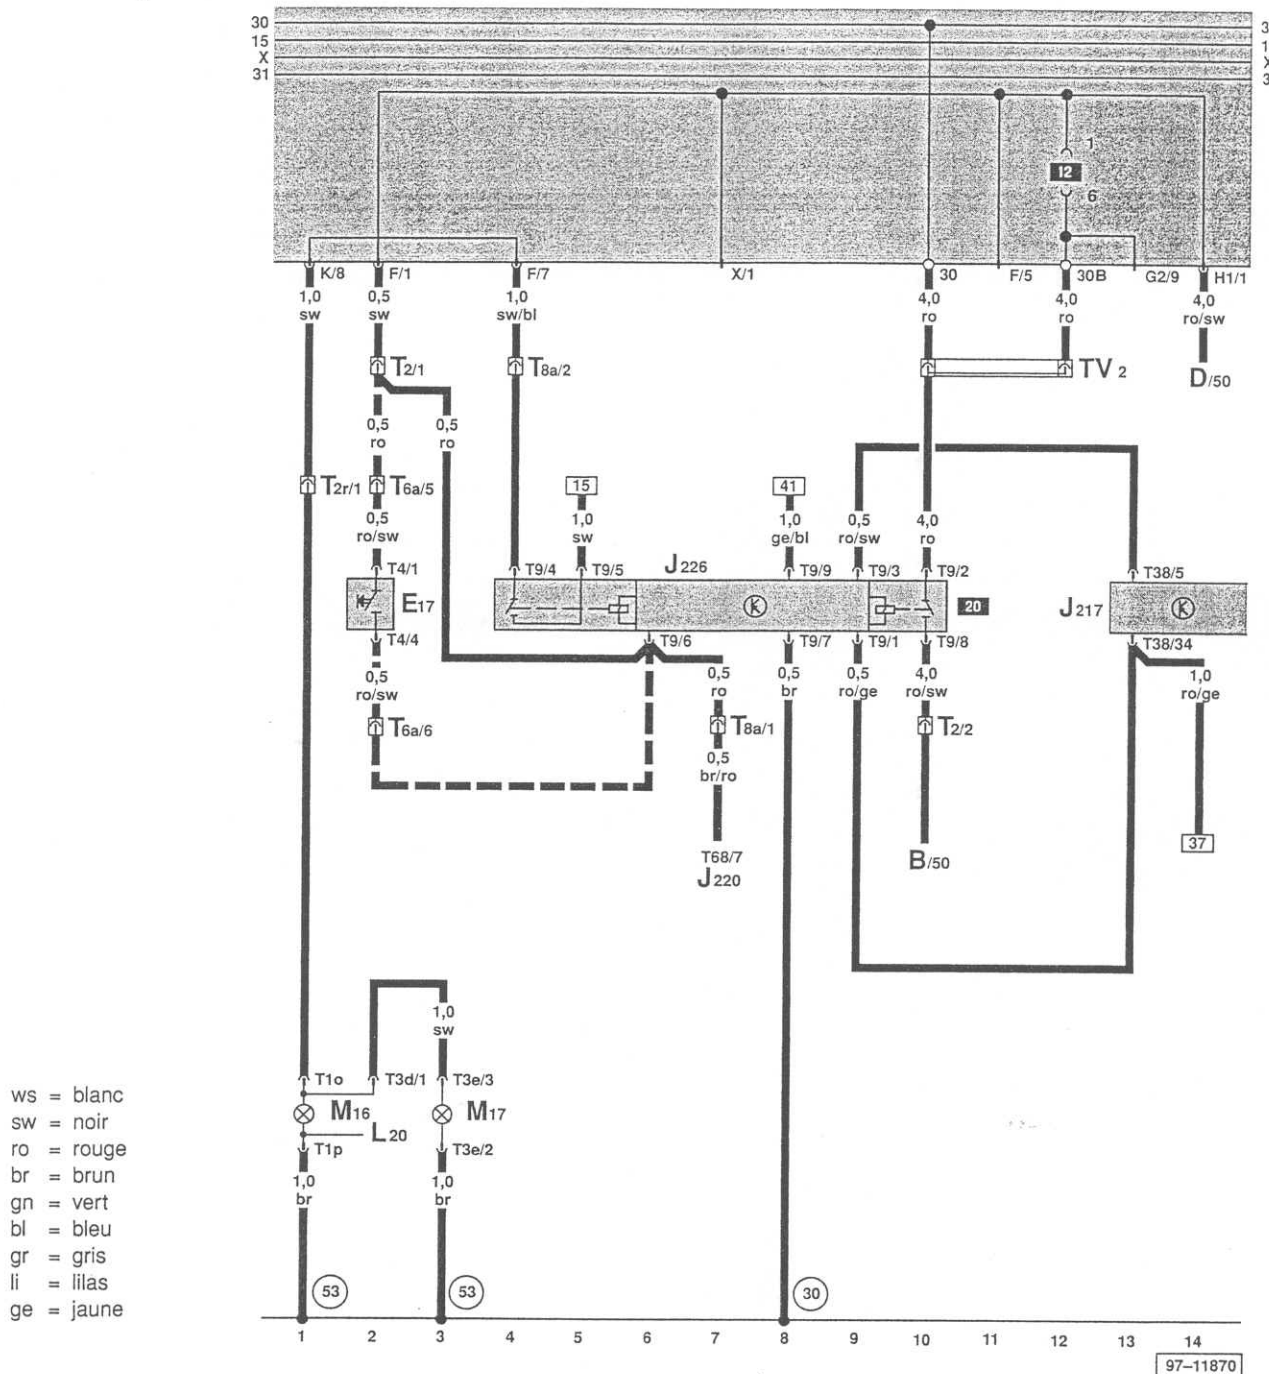 30
15
X
31
3
1
X
3
1
12
6
K/8 F/1 F/7 X/1 30 F/5 30B G2/9 H1/1
1,0 0,5 1,0 4,0 4,0 4,0
sw sw sw/bl ro ro ro/sw
T2/1 T8a/2 TV 2 D/50
0,5 0,5
ro ro
T2r/1 T6a/5 15 41
0,5 1,0 1,0 0,5 4,0
ro/sw sw ge/bl ro/sw ro
T4/1 T9/4 T9/5 J226 T9/9 T9/3 T9/2 T38/5
E17 K 20 J217 K
T4/4 T9/6 T9/7 T9/1 T9/8 T38/34
0,5 0,5 0,5 0,5 4,0 1,0
ro/sw ro br ro/ge ro/sw ro/ge
T6a/6 T8a/1 T2/2
0,5
br/ro
37
T68/7 B/50
J220
1,0
sw
T1o T3d/1 T3e/3
M16 M17
L20
T1p T3e/2
1,0 1,0
br br
53 53 30
1 2 3 4 5 6 7 8 9 10 11 12 13 14
97–11870
ws = blanc
sw = noir
ro = rouge
br = brun
gn = vert
bl = bleu
gr = gris
li = lilas
ge = jaune